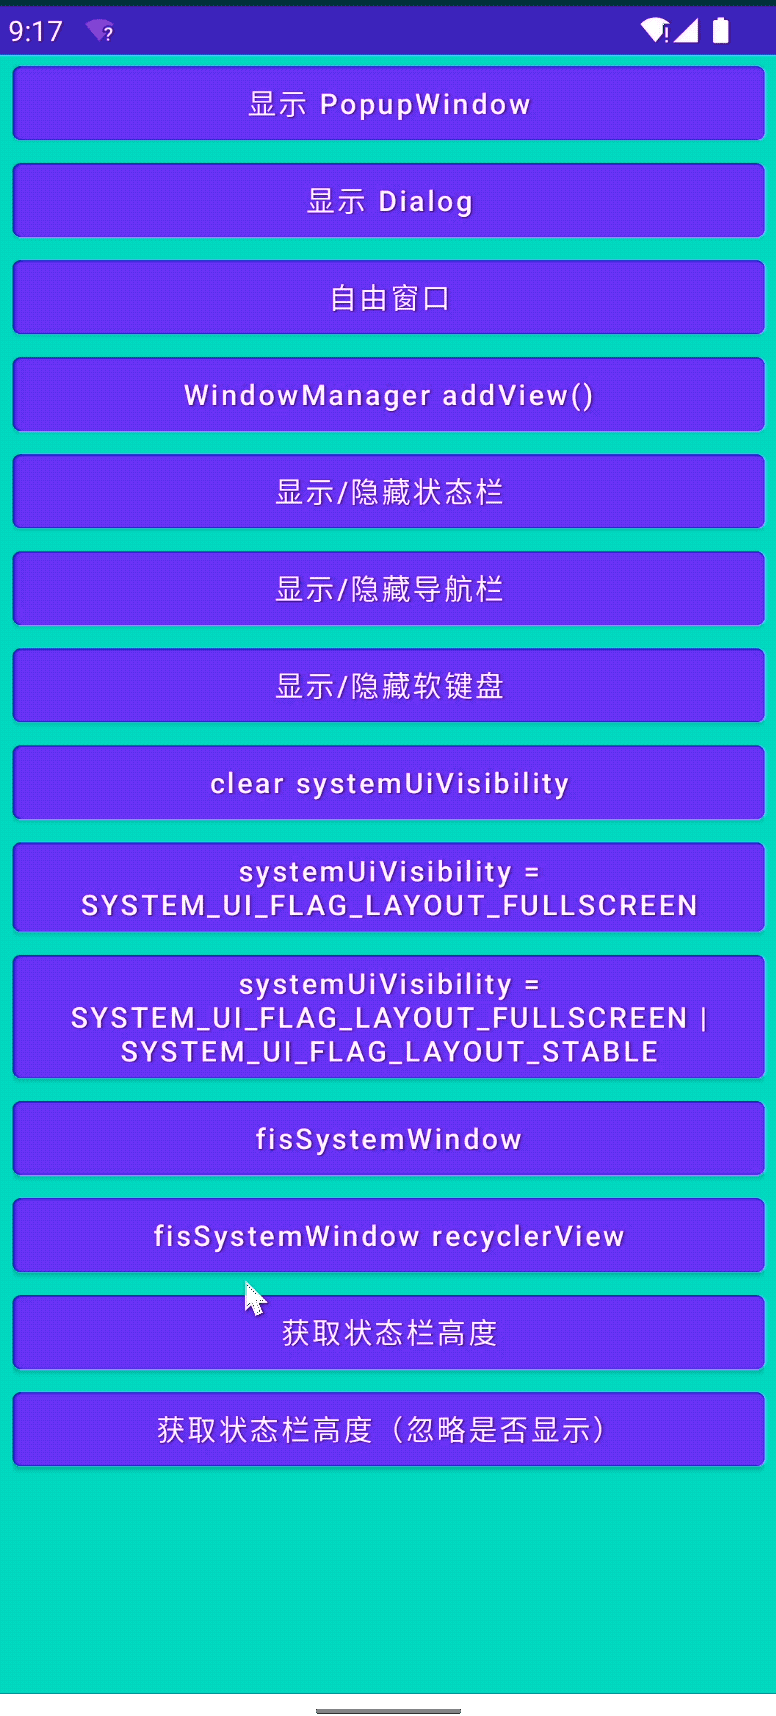 9:17
显示 PopupWindow
显示 Dialog
自由窗口
WindowManager addView()
显示/隐藏状态栏
显示/隐藏导航栏
显示/隐藏软键盘
clear systemUiVisibility
systemUiVisibility =
SYSTEM_UI_FLAG_LAYOUT_FULLSCREEN
systemUiVisibility =
SYSTEM_UI_FLAG_LAYOUT_FULLSCREEN |
SYSTEM_UI_FLAG_LAYOUT_STABLE
fisSystemWindow
fisSystemWindow recyclerView
获取状态栏高度
获取状态栏高度（忽略是否显示）